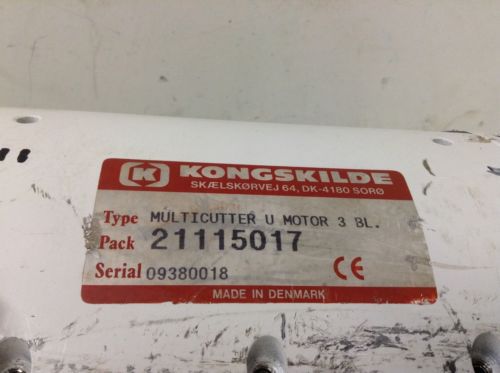 K KONGSKILDE
SKÆLSKØRVEJ 64, DK-4180 SORØ
Type MULTICUTTER U MOTOR 3 BL.
Pack 21115017
Serial 09380018 CE
MADE IN DENMARK